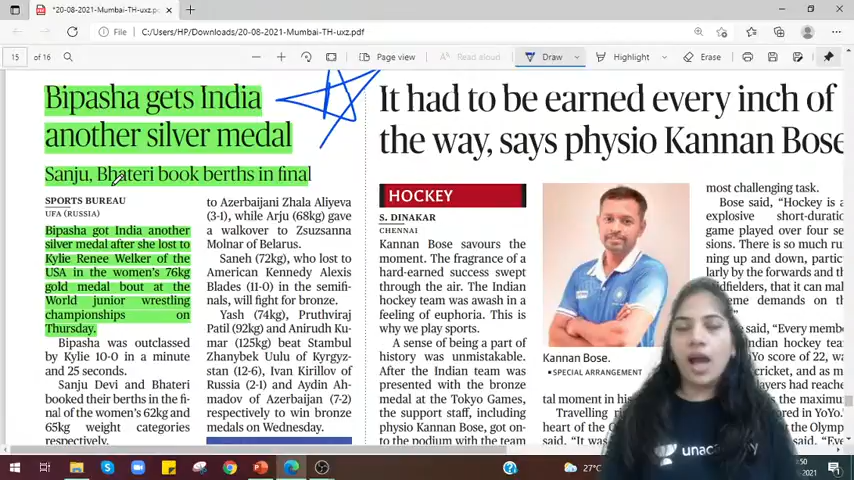 *20-08-2021-Mumbai-TH-uxz.p
File
C:/Users/HP/Downloads/20-08-2021-Mumbai-TH-uxz.pdf
15 of 16
Page view
Read aloud
Draw
Highlight
Erase
Bipasha gets India
another silver medal
Sanju, Bhateri book berths in final
SPORTS BUREAU
UFA (RUSSIA)
Bipasha got India another
silver medal after she lost to
Kylie Renee Welker of the
USA in the women's 76kg
gold medal bout at the
World junior wrestling
championships on
Thursday.
Bipasha was outclassed
by Kylie 10-0 in a minute
and 25 seconds.
Sanju Devi and Bhateri
booked their berths in the fi-
nal of the women's 62kg and
65kg weight categories
respectively.
to Azerbaijani Zhala Aliyeva
(3-1), while Arju (68kg) gave
a walkover to Zsuzsanna
Molnar of Belarus.
Saneh (72kg), who lost to
American Kennedy Alexis
Blades (11-0) in the semifi-
nals, will fight for bronze.
Yash (74kg), Pruthviraj
Patil (92kg) and Anirudh Ku-
mar (125kg) beat Stambul
Zhanybek Uulu of Kyrgyz-
stan (12-6), Ivan Kirillov of
Russia (2-1) and Aydin Ah-
madov of Azerbaijan (7-2)
respectively to win bronze
medals on Wednesday.
It had to be earned every inch of
the way, says physio Kannan Bose
HOCKEY
S. DINAKAR
CHENNAI
Kannan Bose savours the
moment. The fragrance of
a hard-earned success swept
through the air. The Indian
hockey team was awash in a
feeling of euphoria. This is
why we play sports.
A sense of being a part of
history was unmistakable.
After the Indian team was
presented with the bronze
medal at the Tokyo Games,
the support staff, including
physio Kannan Bose, got on-
to the podium with the team
Kannan Bose.
▪ SPECIAL ARRANGEMENT
tal moment in his
Travelling
heart of the
said, "It was
most challenging task.
Bose said, "Hockey is a
explosive short-duratio
game played over four se
sions. There is so much ru
ning up and down, partic
larly by the forwards and th
idfielders, that it can mak
eme demands on th
e said, "Every membe
ndian hockey tea
Yo score of 22, wa
cricket, and as m
layers had reache
the maximu
ored in YoYo."
the Olymp
said, "Eve
unac
27°C